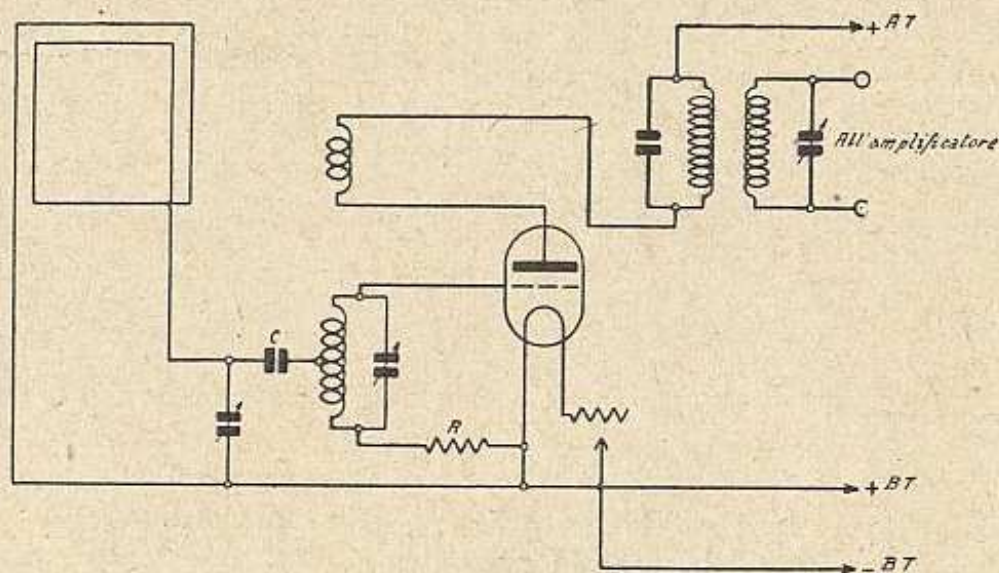 + AT
All'amplificatore
C
R
+ BT
- BT